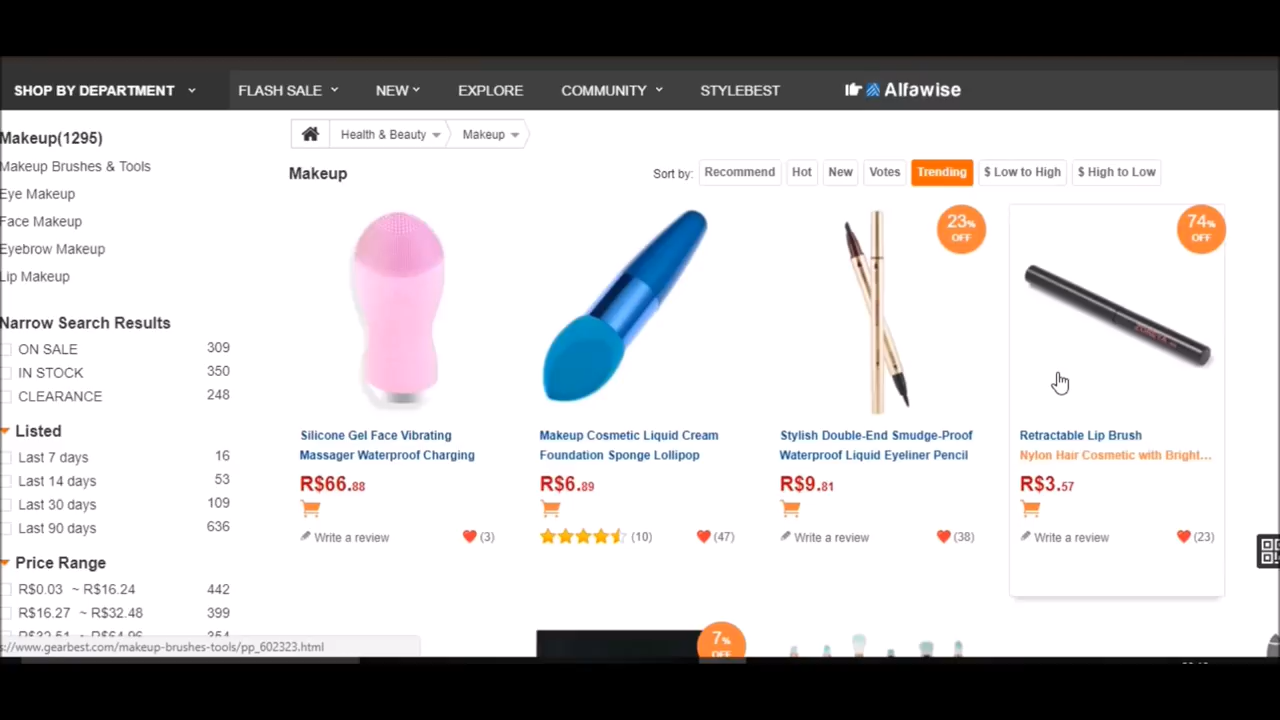 SHOP BY DEPARTMENT
FLASH SALE
NEW
EXPLORE
COMMUNITY
STYLEBEST
Alfawise
Makeup(1295)
Makeup Brushes & Tools
Eye Makeup
Face Makeup
Eyebrow Makeup
Lip Makeup
Narrow Search Results
ON SALE 309
IN STOCK 350
CLEARANCE 248
Listed
Last 7 days 16
Last 14 days 53
Last 30 days 109
Last 90 days 636
Price Range
R$0.03 ~ R$16.24 442
R$16.27 ~ R$32.48 399
R$32.51 ~ R$64.96 354
s://www.gearbest.com/makeup-brushes-tools/pp_602323.html
Health & Beauty
Makeup
Makeup
Sort by: Recommend Hot New Votes Trending $ Low to High $ High to Low
Silicone Gel Face Vibrating
Massager Waterproof Charging
R$66.88
Write a review (3)
Makeup Cosmetic Liquid Cream
Foundation Sponge Lollipop
R$6.89
(10) (47)
23%
OFF
Stylish Double-End Smudge-Proof
Waterproof Liquid Eyeliner Pencil
R$9.81
Write a review (38)
74%
OFF
Retractable Lip Brush
Nylon Hair Cosmetic with Bright...
R$3.57
Write a review (23)
7%
OFF